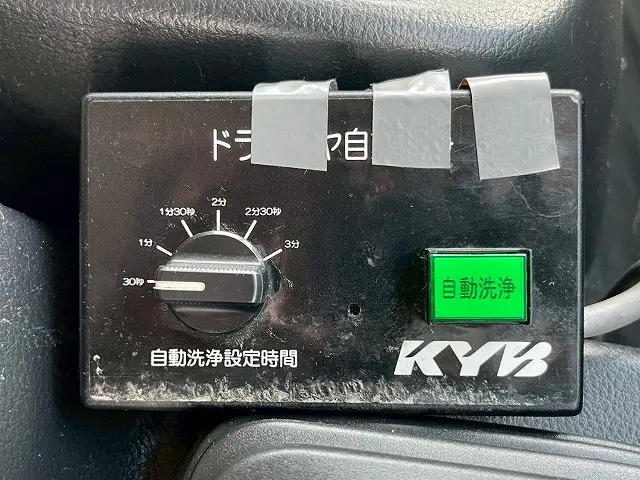 ドラ ヤ自
2分
1分30秒 2分30秒
1分 3分
30秒
自動洗浄
自動洗浄設定時間
KYB